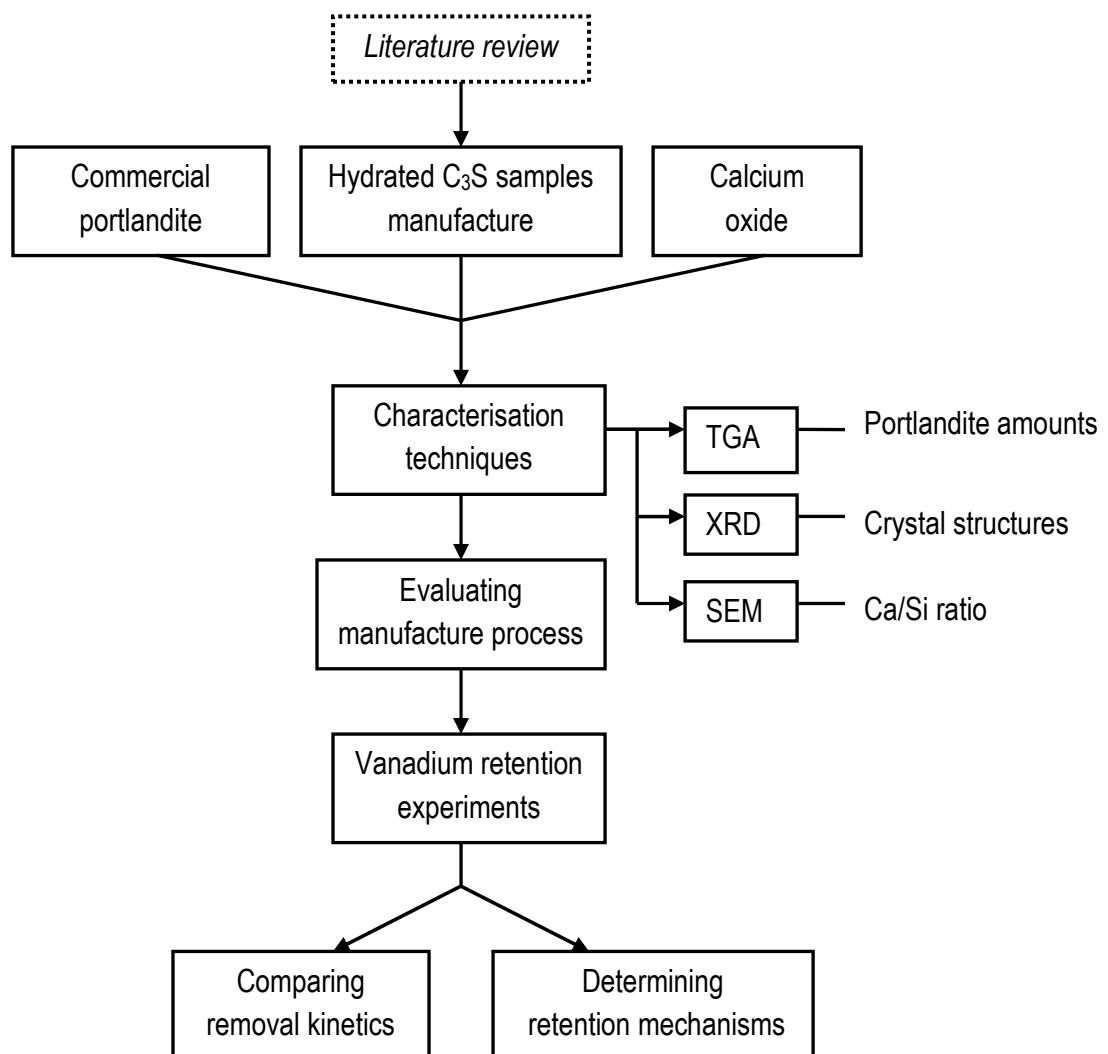 Literature review
Commercial
portlandite
Hydrated C₃S samples
manufacture
Calcium
oxide
Characterisation
techniques
TGA
Portlandite amounts
XRD
Crystal structures
SEM
Ca/Si ratio
Evaluating
manufacture process
Vanadium retention
experiments
Comparing
removal kinetics
Determining
retention mechanisms